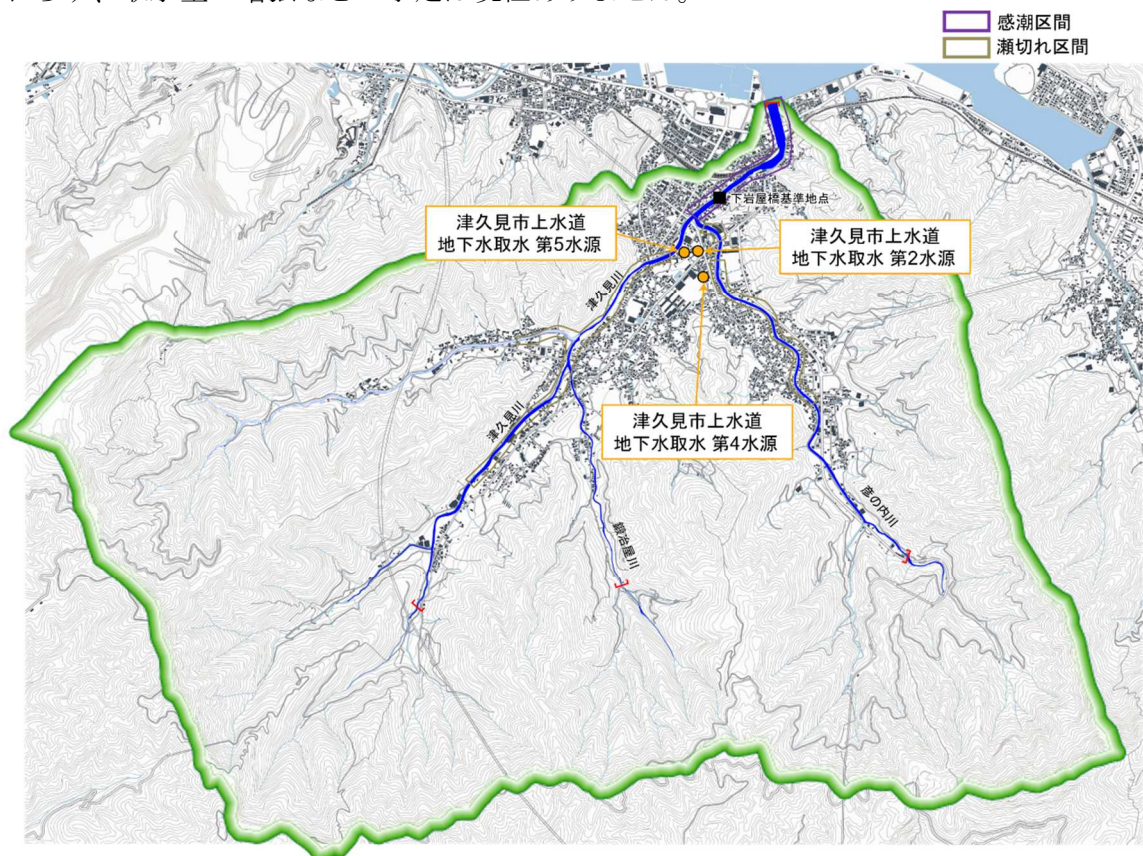 感潮区間
瀬切れ区間
下岩屋橋基準地点
津久見市上水道
地下水取水 第5水源
津久見市上水道
地下水取水 第2水源
津久見川
津久見市上水道
地下水取水 第4水源
津久見川
鍛冶屋川
彦の内川